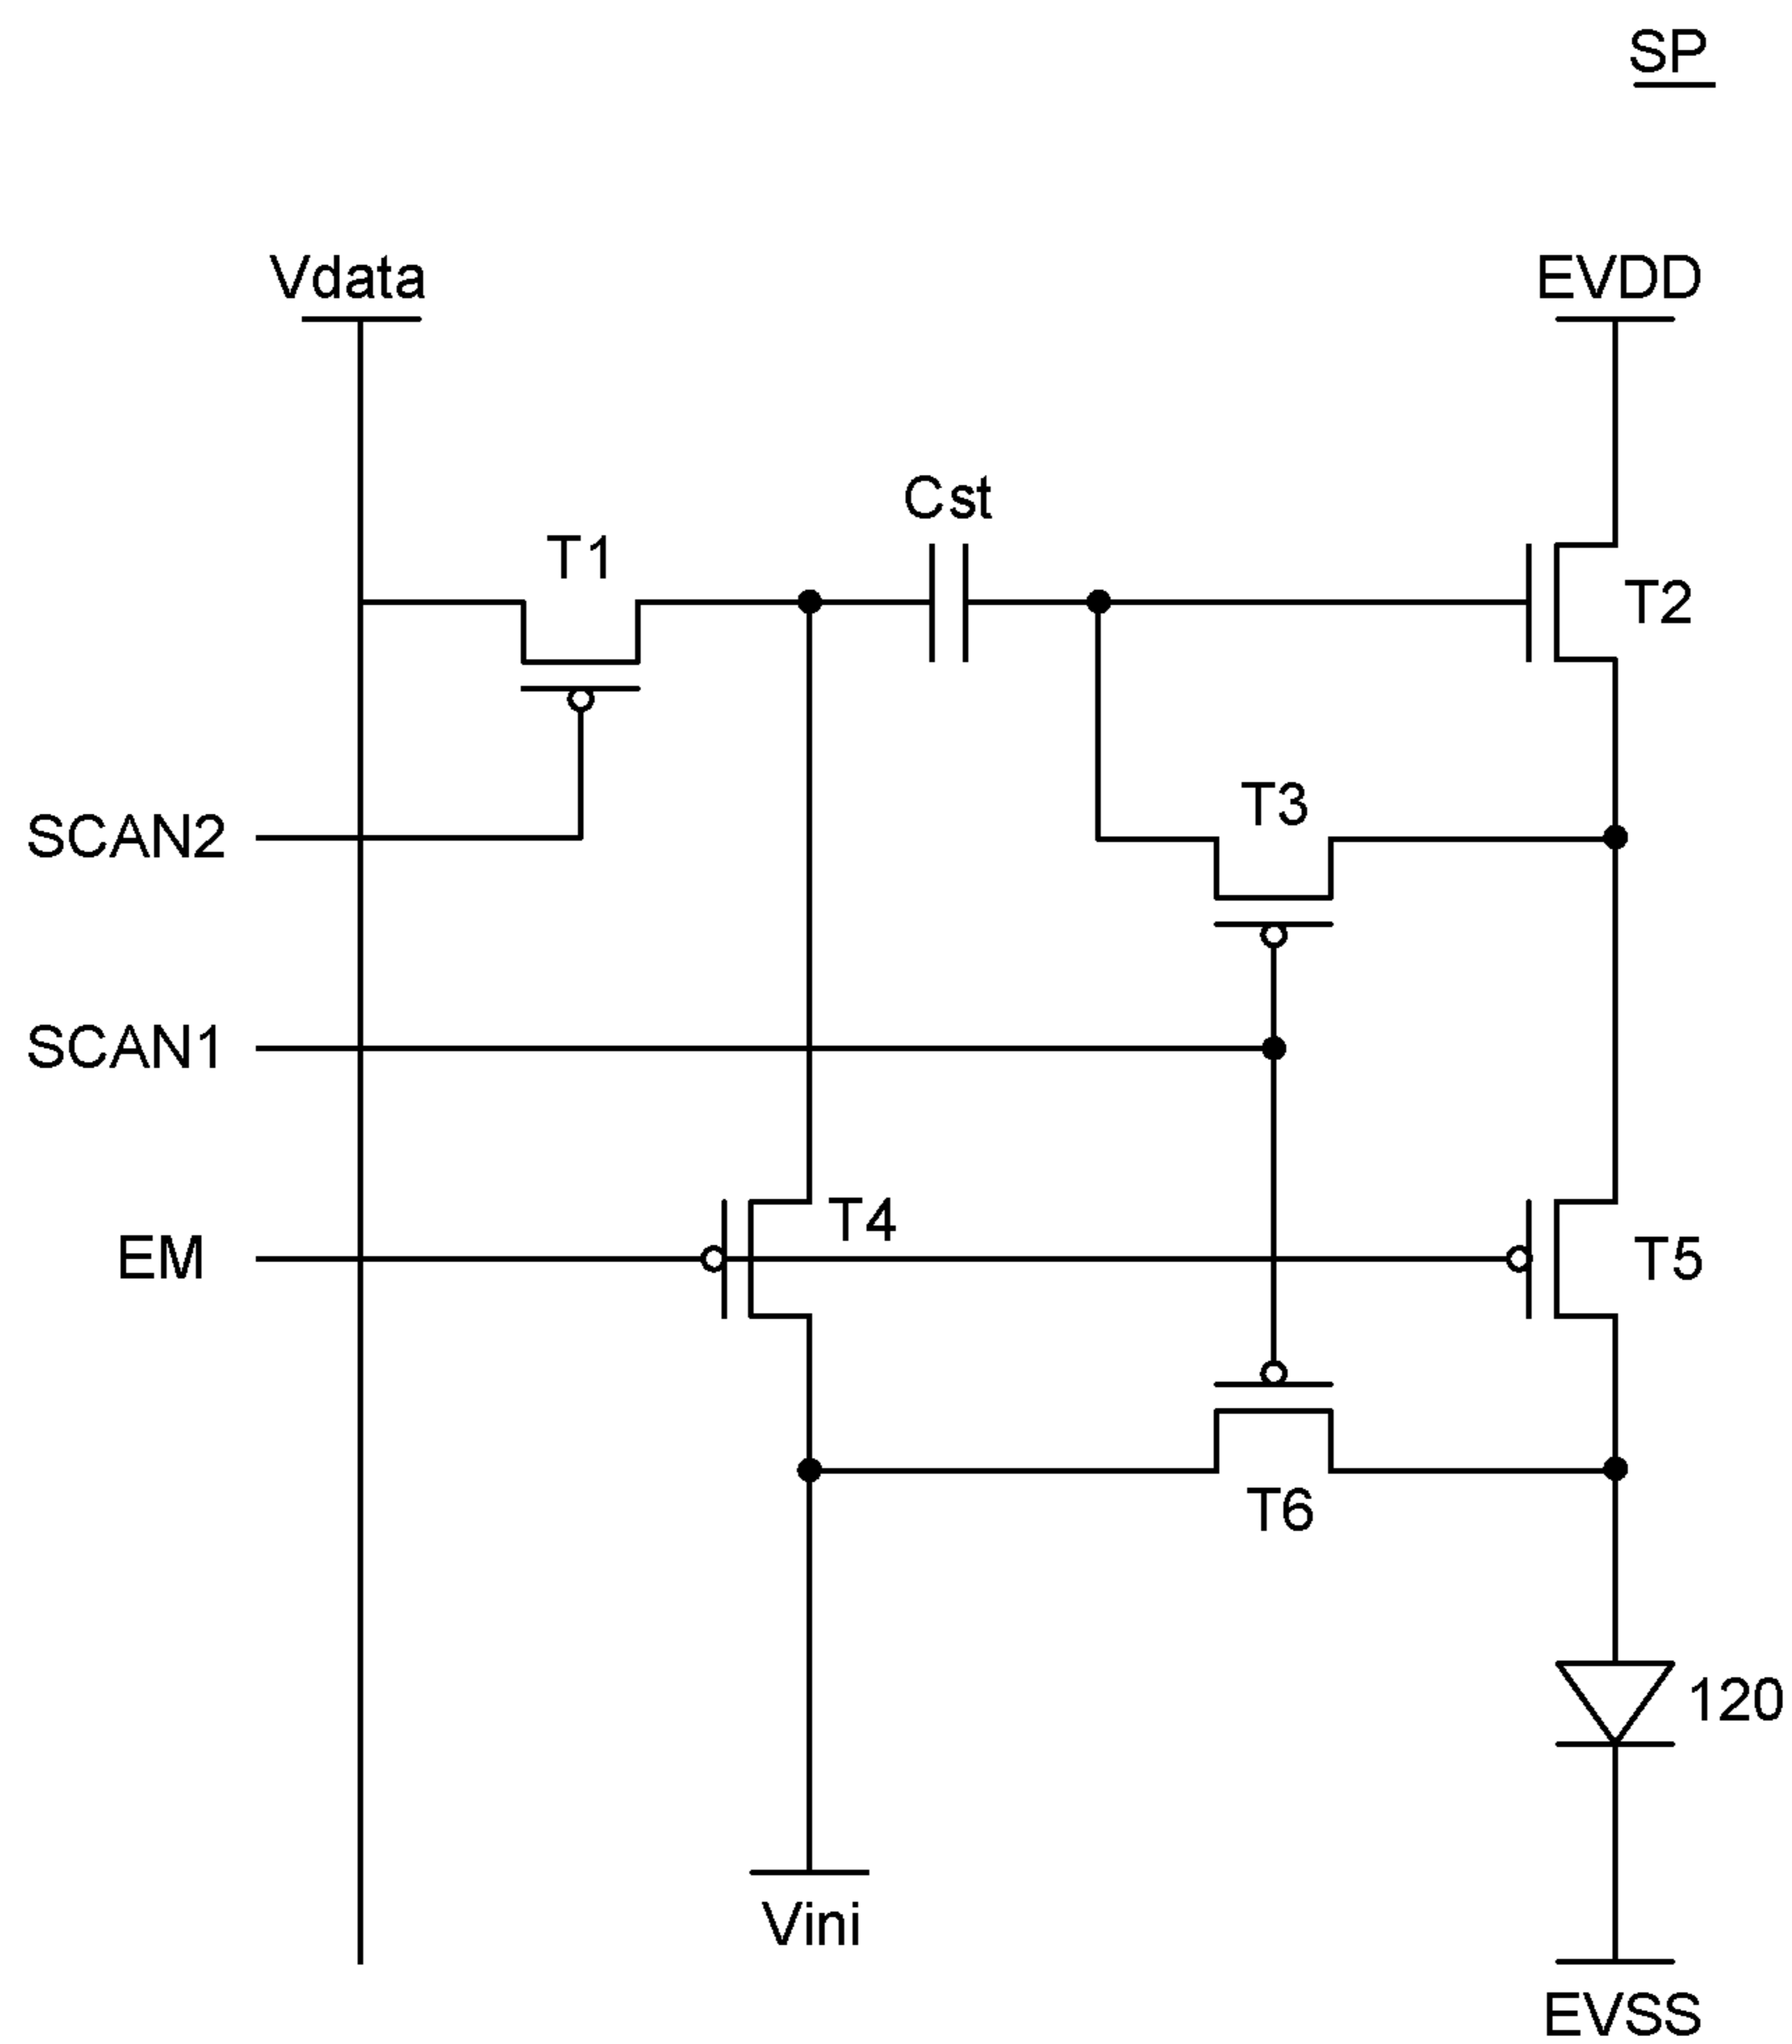 SP
Vdata
EVDD
Cst
T1
T2
T3
SCAN2
SCAN1
T4
EM
T5
T6
120
Vini
EVSS